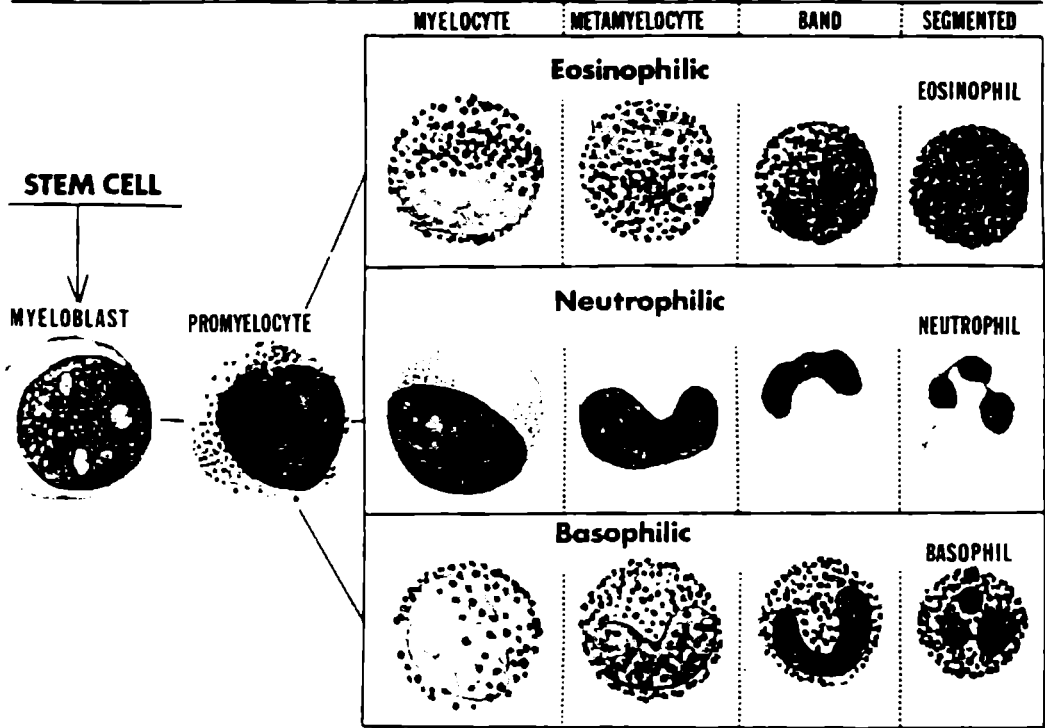 MYELOCYTE METAMYELOCYTE BAND SEGMENTED
Eosinophilic
EOSINOPHIL
STEM CELL
MYELOBLAST
PROMYELOCYTE
Neutrophilic
NEUTROPHIL
Basophilic
BASOPHIL